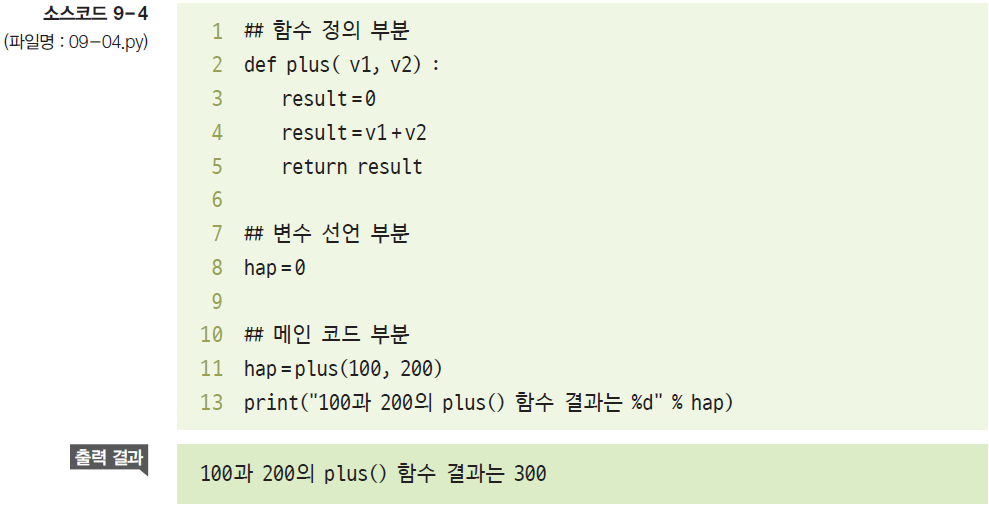 소스코드 9-4
(파일명 : 09-04.py)
1 ## 함수 정의 부분
2 def plus( v1, v2) :
3     result=0
4     result=v1+v2
5     return result
6
7 ## 변수 선언 부분
8 hap=0
9
10 ## 메인 코드 부분
11 hap=plus(100, 200)
13 print("100과 200의 plus() 함수 결과는 %d" % hap)
출력 결과
100과 200의 plus() 함수 결과는 300